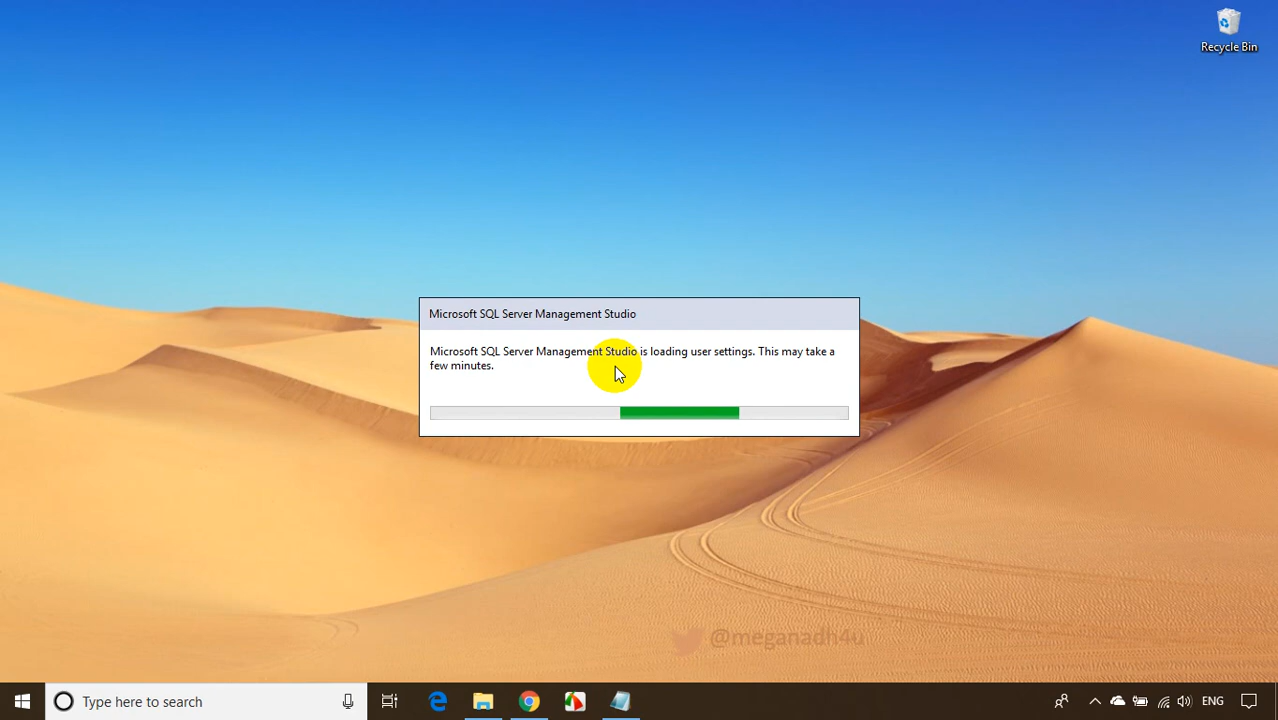 Recycle Bin
Microsoft SQL Server Management Studio
Microsoft SQL Server Management Studio is loading user settings. This may take a
few minutes.
@meganadh4u
Type here to search
ENG